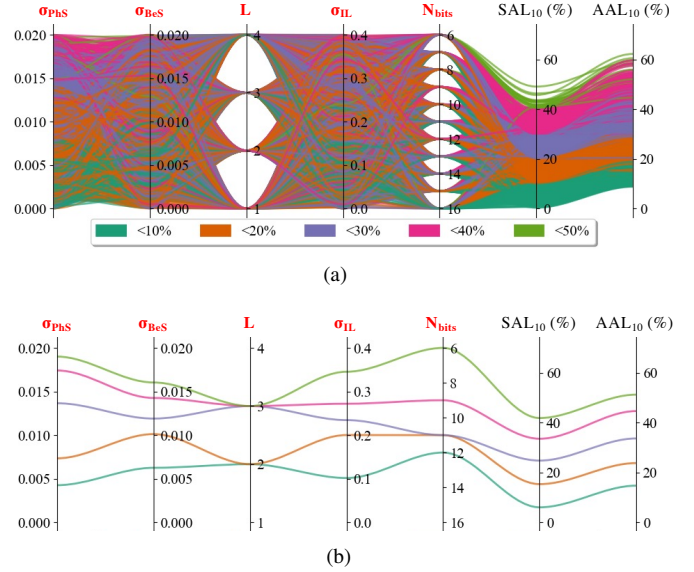 σPhS σBeS L σIL Nbits SAL10 (%) AAL10 (%)
0.020 0.020 4 0.4 6
60 60
0.015 0.015 3 0.3 8
10 40 40
0.010 0.010 0.2
2 12 20 20
0.005 0.005 0.1 14
0.000 0.000 1 0.0 16 0 0
<10% <20% <30% <40% <50%
(a)
σPhS σBeS L σIL Nbits SAL10 (%) AAL10 (%)
0.020 0.020 4 0.4 6
8 60 60
0.015 0.015 3 0.3
10 40 40
0.010 0.010 0.2
2 12 20 20
0.005 0.005 0.1 14
0.000 0.000 1 0.0 16 0 0
(b)